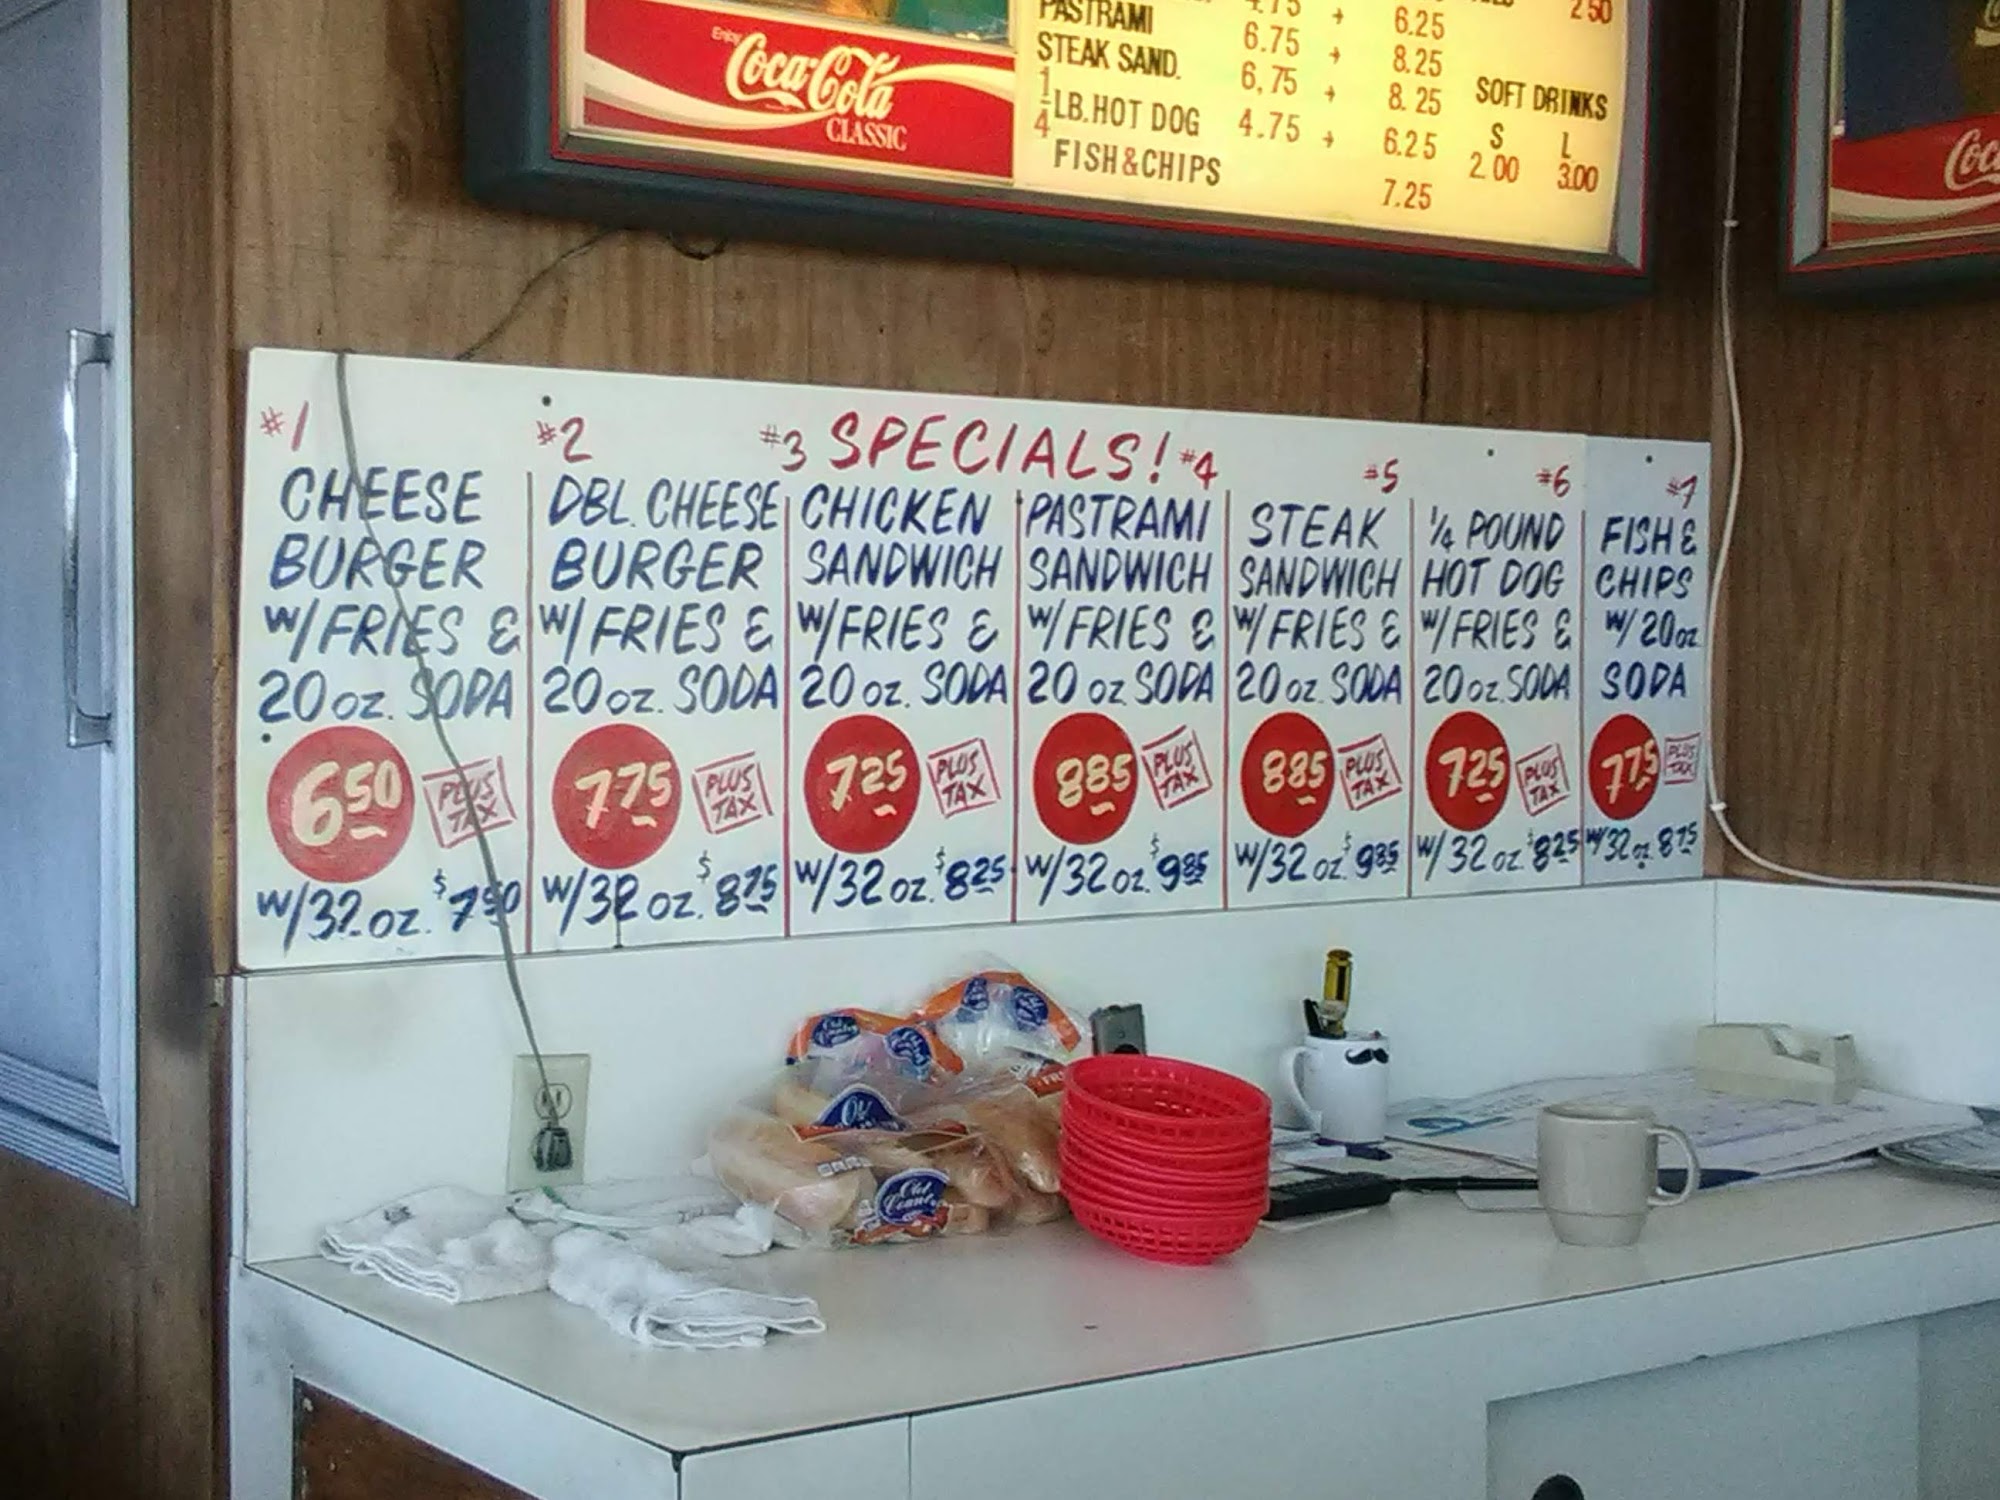 Enjoy
Coca-Cola
CLASSIC
PASTRAMI 6.75 + 8.25
STEAK SAND. 6.75 + 8.25
1/4 LB. HOT DOG 4.75 + 6.25
FISH&CHIPS 7.25
4.75 + 6.25
2 50
SOFT DRINKS
S L
2.00 3.00
SPECIALS!
#1
CHEESE
BURGER
W/FRIES &
20 oz. SODA
6.50
PLUS
TAX
W/32 oz. $7.50
#2
DBL. CHEESE
BURGER
W/FRIES &
20 oz. SODA
7.75
PLUS
TAX
W/32 oz. $8.75
#3
CHICKEN
SANDWICH
W/FRIES &
20 oz. SODA
7.25
PLUS
TAX
W/32 oz. $8.25
#4
PASTRAMI
SANDWICH
W/FRIES &
20 oz SODA
8.85
PLUS
TAX
W/32 oz. $9.85
#5
STEAK
SANDWICH
W/FRIES &
20 oz. SODA
8.85
PLUS
TAX
W/32 oz. $9.85
#6
1/4 POUND
HOT DOG
W/FRIES &
20 oz. SODA
7.25
PLUS
TAX
W/32 oz. $8.25
#7
FISH &
CHIPS
W/20oz
SODA
7.75
PLUS
TAX
W/32 oz. 8.75
Old
Country